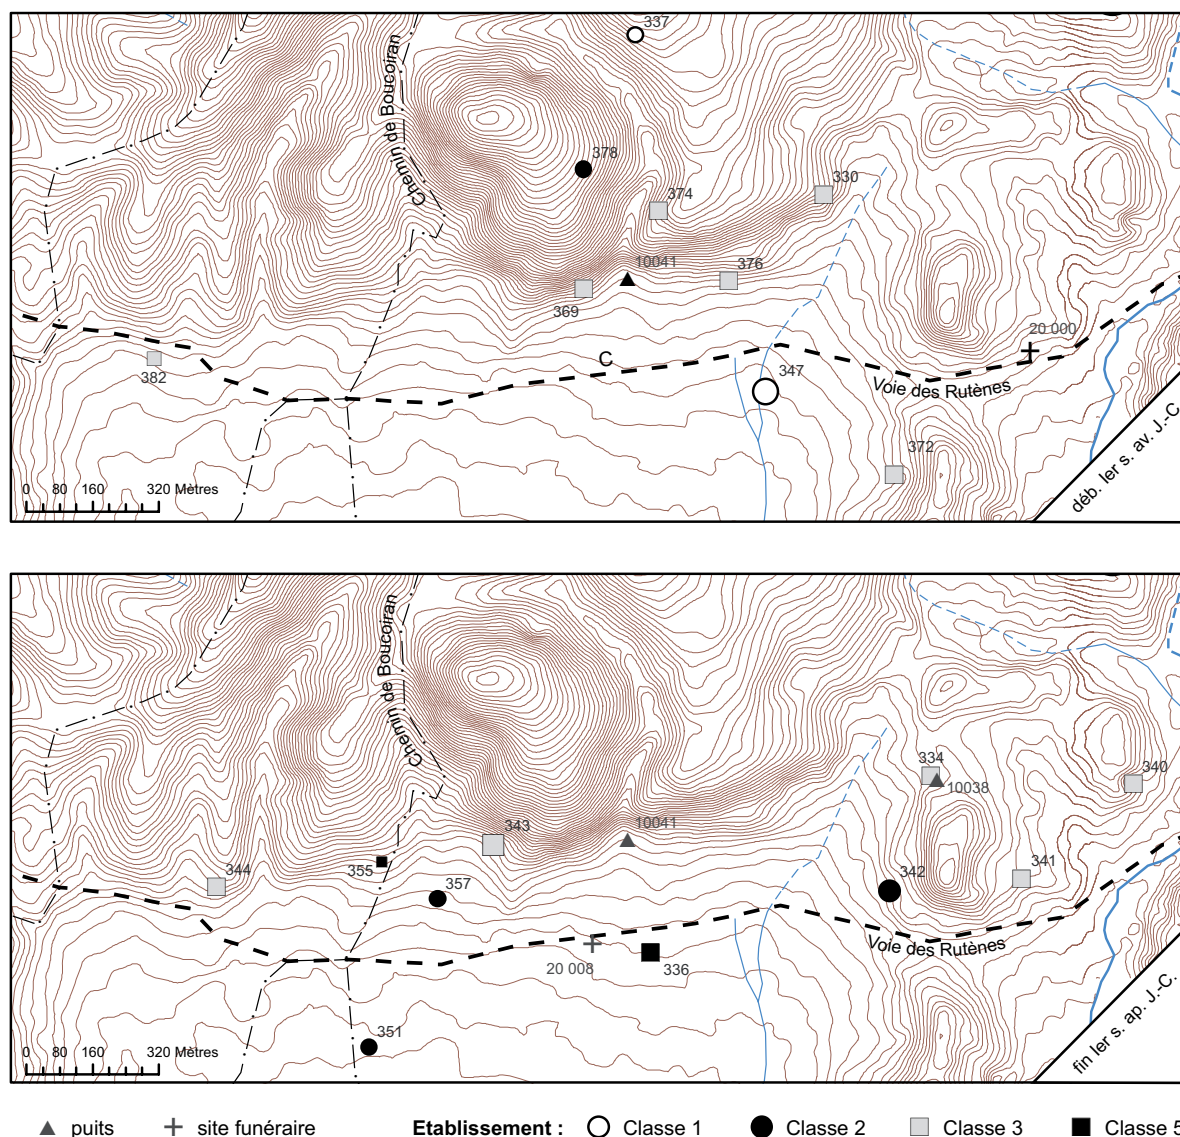 337
Chemin de Boucoiran
378
374
330
10041
376
369
20 000
C
382
347
Voie des Rutènes
372
0 80 160 320 Mètres
déb. Ier s. av. J.-C.
Chemin de Boucoiran
334
340
10038
343
10041
355
344
357
342
341
Voie des Rutènes
20 008
336
351
0 80 160 320 Mètres
fin Ier s. ap. J.-C.
puits site funéraire Etablissement : Classe 1 Classe 2 Classe 3 Classe 5